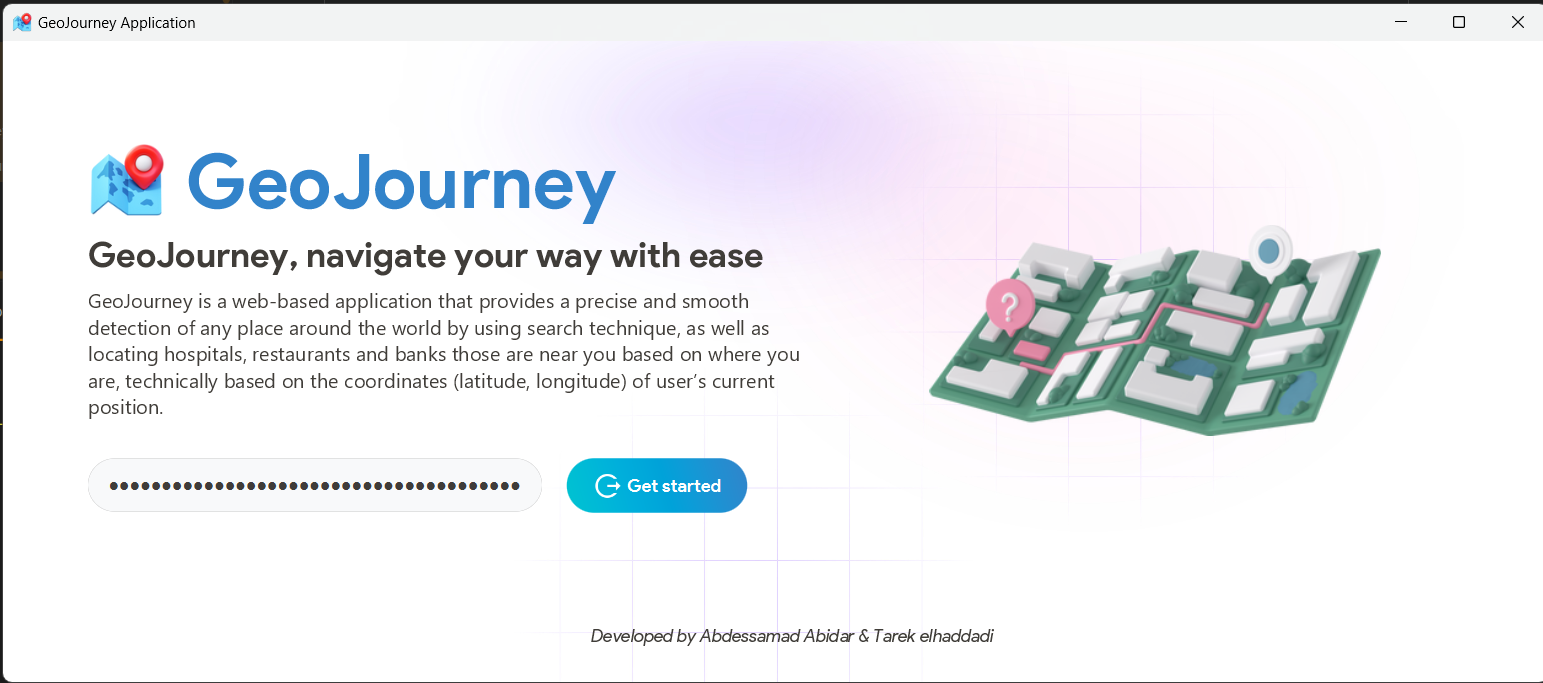 GeoJourney Application
GeoJourney
GeoJourney, navigate your way with ease
GeoJourney is a web-based application that provides a precise and smooth
detection of any place around the world by using search technique, as well as
locating hospitals, restaurants and banks those are near you based on where you
are, technically based on the coordinates (latitude, longitude) of user's current
position.
?
•••••••••••••••••••••••••••••••••••••••
Get started
Developed by Abdessamad Abidar & Tarek elhaddadi